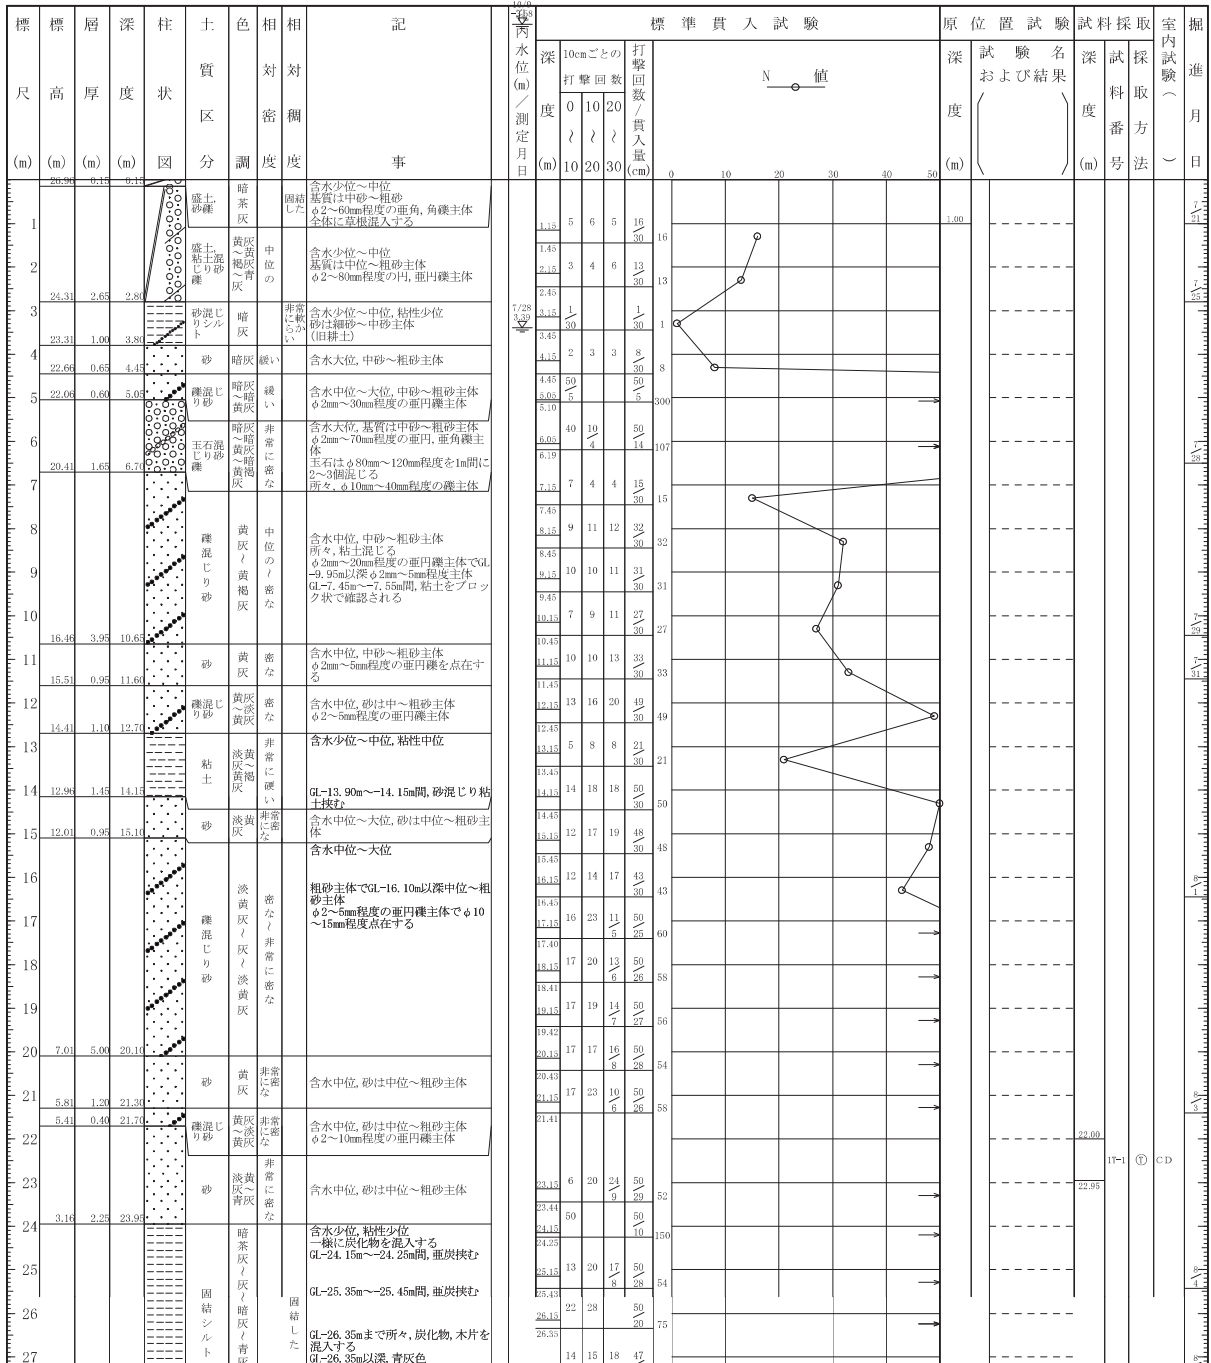 標尺(m)
標高(m)
層厚(m)
深度(m)
柱状図
土質区分
色調
相対密度
相対稠度
記事
孔内水位(m)／測定月日
標準貫入試験
深度(m)
10cmごとの
打撃回数
0～10
10～20
20～30
打撃回数/貫入量(cm)
N 値
0 10 20 30 40 50
原位置試験
深度(m)
試験名
および結果
試料採取
深度(m)
試料番号
採取方法
室内試験( )
掘進月日
26.96 0.15 0.15
盛土,
砂礫
暗茶灰
固結した
含水少位～中位
基質は中砂～粗砂
φ2～60mm程度の亜角, 角礫主体
全体に草根混入する
24.31 2.65 2.80
盛土,
粘土混
じり砂
礫
黄灰
～黄
褐灰
～青
灰
中位の
含水少位～中位
基質は中位～粗砂主体
φ2～80mm程度の円, 亜円礫主体
23.31 1.00 3.80
砂混じ
りシル
ト
暗灰
非常
に軟
らか
い
含水少位～中位, 粘性少位
砂は細砂～中砂主体
(旧耕土)
7/28
3.39
22.66 0.65 4.45
砂
暗灰
緩い
含水大位, 中砂～粗砂主体
22.06 0.60 5.05
礫混じ
り砂
暗灰
～暗
黄灰
緩い
含水中位～大位, 中砂～粗砂主体
φ2mm～30mm程度の亜円礫主体
20.41 1.65 6.70
玉石混
じり砂
礫
暗灰
～暗
黄灰
～暗
黄褐
灰
非常に密な
含水大位, 基質は中砂～粗砂主体
φ2mm～70mm程度の亜円, 亜角礫主
体
玉石はφ80mm～120mm程度を1m間に
2～3個混じる
所々, φ10mm～40mm程度の礫主体
16.46 3.95 10.65
礫混じり砂
黄灰～黄褐灰
中位の～密な
含水中位, 中砂～粗砂主体
所々, 粘土混じる
φ2mm～20mm程度の亜円礫主体でGL
-9.95m以深φ2mm～5mm程度主体
GL-7.45m～-7.55m間, 粘土をブロッ
ク状で確認される
15.51 0.95 11.60
砂
黄灰
密な
含水中位, 中砂～粗砂主体
φ2mm～5mm程度の亜円礫を点在す
る
14.41 1.10 12.70
礫混じ
り砂
黄灰
～淡
黄灰
密な
含水中位, 砂は中～粗砂主体
φ2～5mm程度の亜円礫主体
12.96 1.45 14.15
粘土
淡黄
灰～
黄褐
灰
非常に硬い
含水少位～中位, 粘性中位
GL-13.90m～-14.15m間, 砂混じり粘
土挟む
12.01 0.95 15.10
砂
淡黄
灰
非常
に密
な
含水中位～大位, 砂は中位～粗砂主
体
7.01 5.00 20.10
礫混じり砂
淡黄灰～灰～淡黄灰
密な～非常に密な
含水中位～大位
粗砂主体でGL-16.10m以深中位～粗
砂主体
φ2～5mm程度の亜円礫主体でφ10
～15mm程度点在する
5.81 1.20 21.30
砂
黄灰
非常
に密
な
含水中位, 砂は中位～粗砂主体
5.41 0.40 21.70
礫混じ
り砂
黄灰
～淡
黄灰
非常
に密
な
含水中位, 砂は中位～粗砂主体
φ2～10mm程度の亜円礫主体
3.16 2.25 23.95
砂
淡黄
灰～
青灰
非常に密な
含水中位, 砂は中位～粗砂主体
固結シルト
暗茶灰～灰～暗灰～青灰
固結した
含水少位, 粘性少位
一様に炭化物を混入する
GL-24.15m～-24.25m間, 亜炭挟む
GL-25.35m～-25.45m間, 亜炭挟む
GL-26.35mまで所々, 炭化物, 木片を
混入する
GL-26.35m以深, 青灰色
1
2
3
4
5
6
7
8
9
10
11
12
13
14
15
16
17
18
19
20
21
22
23
24
25
26
27
1.15 5 6 5 16/30 16
1.45
2.15 3 4 6 13/30 13
2.45
3.15 1/30 1/30 1
3.45
4.15 2 3 3 8/30 8
4.45
5.05 50/5 50/5 300
5.10
6.05 40 10/4 50/14 107
6.19
7.15 7 4 4 15/30 15
7.45
8.15 9 11 12 32/30 32
8.45
9.15 10 10 11 31/30 31
9.45
10.15 7 9 11 27/30 27
10.45
11.15 10 10 13 33/30 33
11.45
12.15 13 16 20 49/30 49
12.45
13.15 5 8 8 21/30 21
13.45
14.15 14 18 18 50/30 50
14.45
15.15 12 17 19 48/30 48
15.45
16.15 12 14 17 43/30 43
16.45
17.15 16 23 11/5 50/25 60
17.40
18.15 17 20 13/6 50/26 58
18.41
19.15 17 19 14/7 50/27 56
19.42
20.15 17 17 16/8 50/28 54
20.43
21.15 17 23 10/6 50/26 58
21.41
23.15 6 20 24/9 50/29 52
23.44
24.15 50 50/10 150
24.25
25.15 13 20 17/8 50/28 54
25.43
26.15 22 28 50/20 75
26.35
14 15 18 47
1.00
22.00
17-1 Ⓣ CD
22.95
7/21
7/25
7/28
7/29
7/31
8/1
8/3
8/4
8